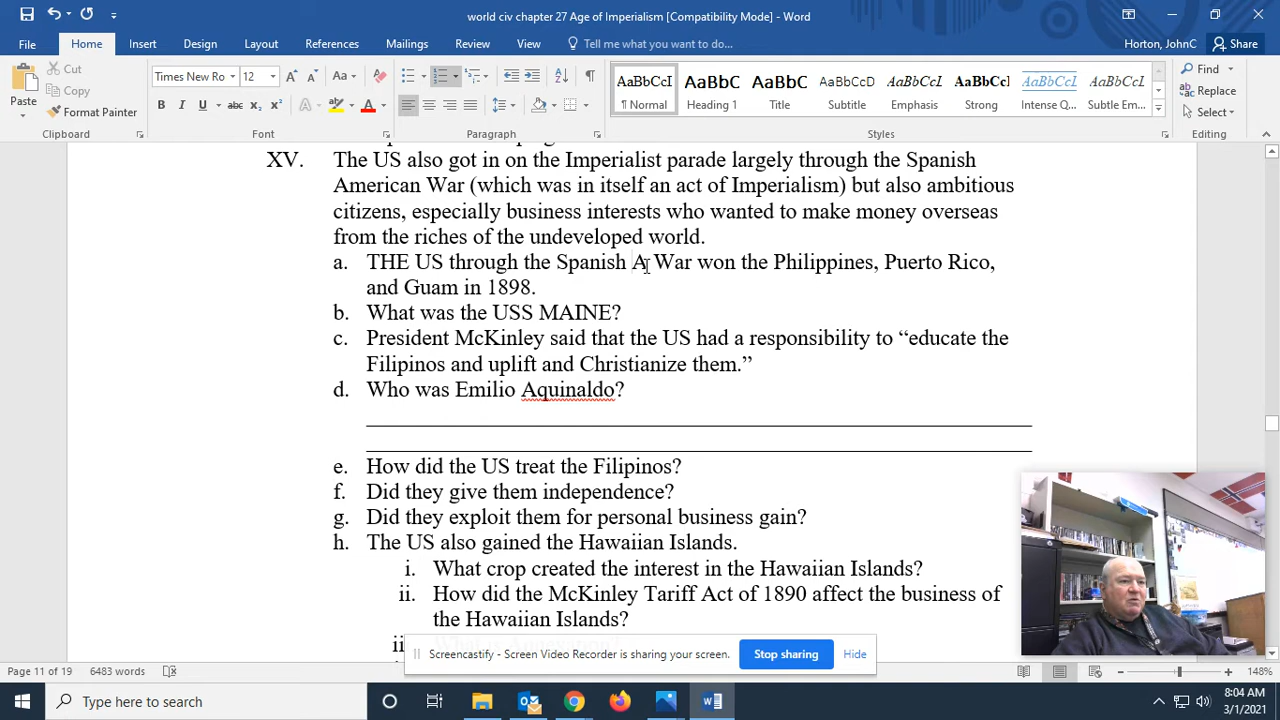 world civ chapter 27 Age of Imperialism [Compatibility Mode] - Word
File Home Insert Design Layout References Mailings Review View Tell me what you want to do... Horton, JohnC Share
Paste Cut Copy Format Painter
Times New Ro 12 Aa
AaBbCcI AaBbC AaBbC AaBbCcD AaBbCcI AaBbCcI AaBbCcI AaBbCcI
¶ Normal Heading 1 Title Subtitle Emphasis Strong Intense Q... Subtle Em...
Find Replace Select
Clipboard Font Paragraph Styles Editing
XV. The US also got in on the Imperialist parade largely through the Spanish
American War (which was in itself an act of Imperialism) but also ambitious
citizens, especially business interests who wanted to make money overseas
from the riches of the undeveloped world.
a. THE US through the Spanish A War won the Philippines, Puerto Rico,
and Guam in 1898.
b. What was the USS MAINE?
c. President McKinley said that the US had a responsibility to “educate the
Filipinos and uplift and Christianize them.”
d. Who was Emilio Aquinaldo?
e. How did the US treat the Filipinos?
f. Did they give them independence?
g. Did they exploit them for personal business gain?
h. The US also gained the Hawaiian Islands.
i. What crop created the interest in the Hawaiian Islands?
ii. How did the McKinley Tariff Act of 1890 affect the business of
the Hawaiian Islands?
Screencastify - Screen Video Recorder is sharing your screen. Stop sharing Hide
Page 11 of 19 6483 words 148%
Type here to search
8:04 AM
3/1/2021